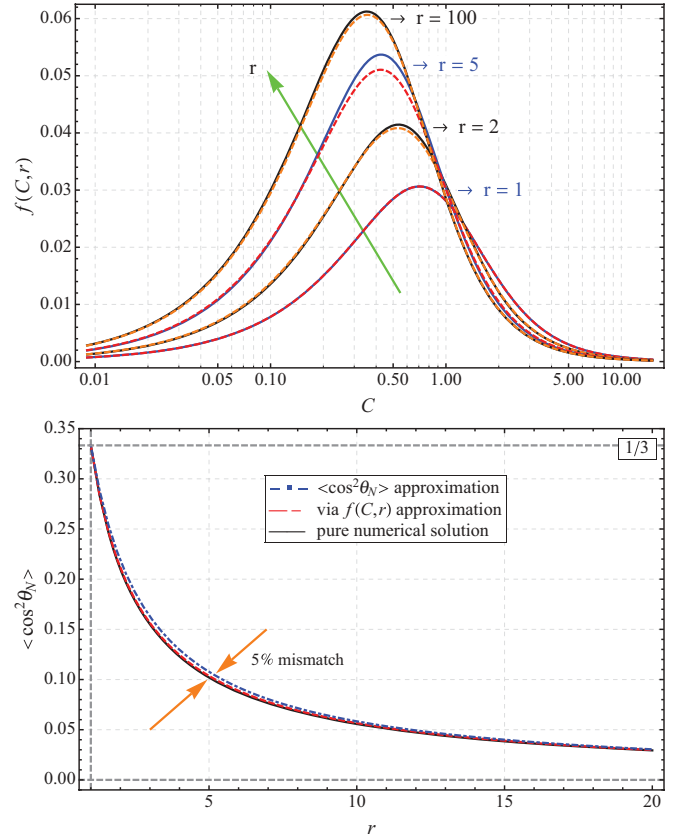 0.06
0.05
0.04
0.03
0.02
0.01
0.00
f(C,r)
→ r = 100
→ r = 5
→ r = 2
→ r = 1
r
0.01 0.05 0.10 0.50 1.00 5.00 10.00
C
0.35
0.30
0.25
0.20
0.15
0.10
0.05
0.00
<cos²θ_N>
1/3
<cos²θ_N> approximation
via f(C,r) approximation
pure numerical solution
5% mismatch
5 10 15 20
r